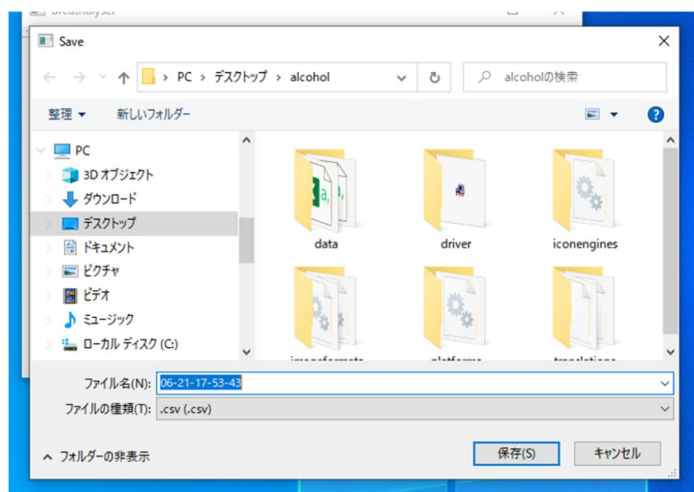 Breathalyser
Save
PC › デスクトップ › alcohol
alcoholの検索
整理
新しいフォルダー
PC
3D オブジェクト
ダウンロード
デスクトップ
ドキュメント
ピクチャ
ビデオ
ミュージック
ローカル ディスク (C:)
data
driver
iconengines
imageformats
platforms
translations
ファイル名(N): 06-21-17-53-43
ファイルの種類(T): .csv (.csv)
フォルダーの非表示
保存(S)
キャンセル